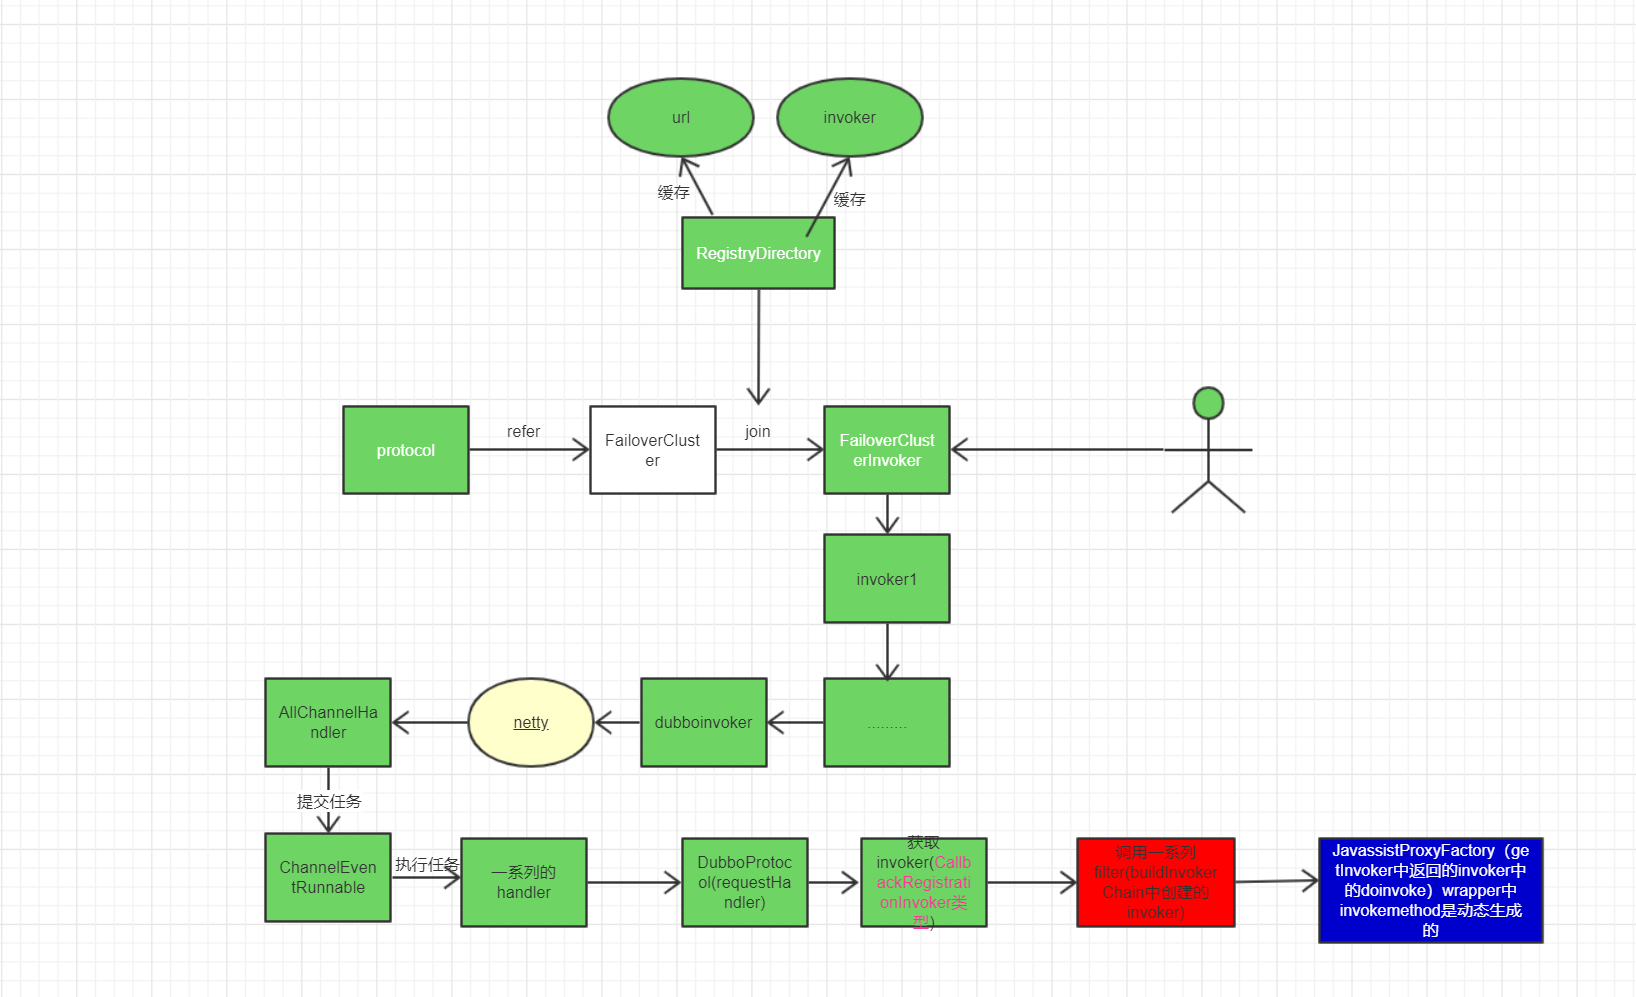 url
invoker
缓存
缓存
RegistryDirectory
refer
join
protocol
FailoverClust
er
FailoverClust
erInvoker
invoker1
AllChannelHa
ndler
netty
dubboinvoker
.........
提交任务
ChannelEven
tRunnable
执行任务
一系列的
handler
DubboProtoc
ol(requestHa
ndler)
获取
invoker(Callb
ackRegistrati
onInvoker类
型)
调用一系列
filter(buildInvoker
Chain中创建的
invoker)
JavassistProxyFactory（ge
tInvoker中返回的invoker中
的doinvoke）wrapper中
invokemethod是动态生成
的